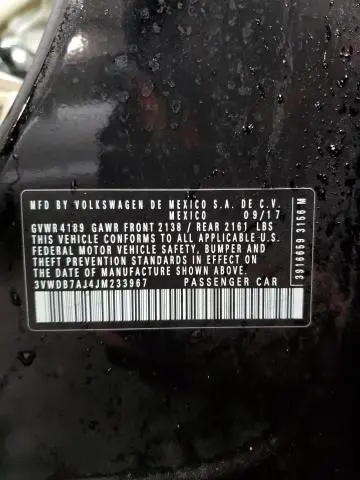 MFD BY VOLKSWAGEN DE MEXICO S.A. DE C.V.
MEXICO 09/17
GVWR 4189 GAWR FRONT 2138 / REAR 2161 LBS
THIS VEHICLE CONFORMS TO ALL APPLICABLE U.S.
FEDERAL MOTOR VEHICLE SAFETY, BUMPER AND
THEFT PREVENTION STANDARDS IN EFFECT ON
THE DATE OF MANUFACTURE SHOWN ABOVE.
3VWDB7AJ4JM233967 PASSENGER CAR
3916659 3156 M